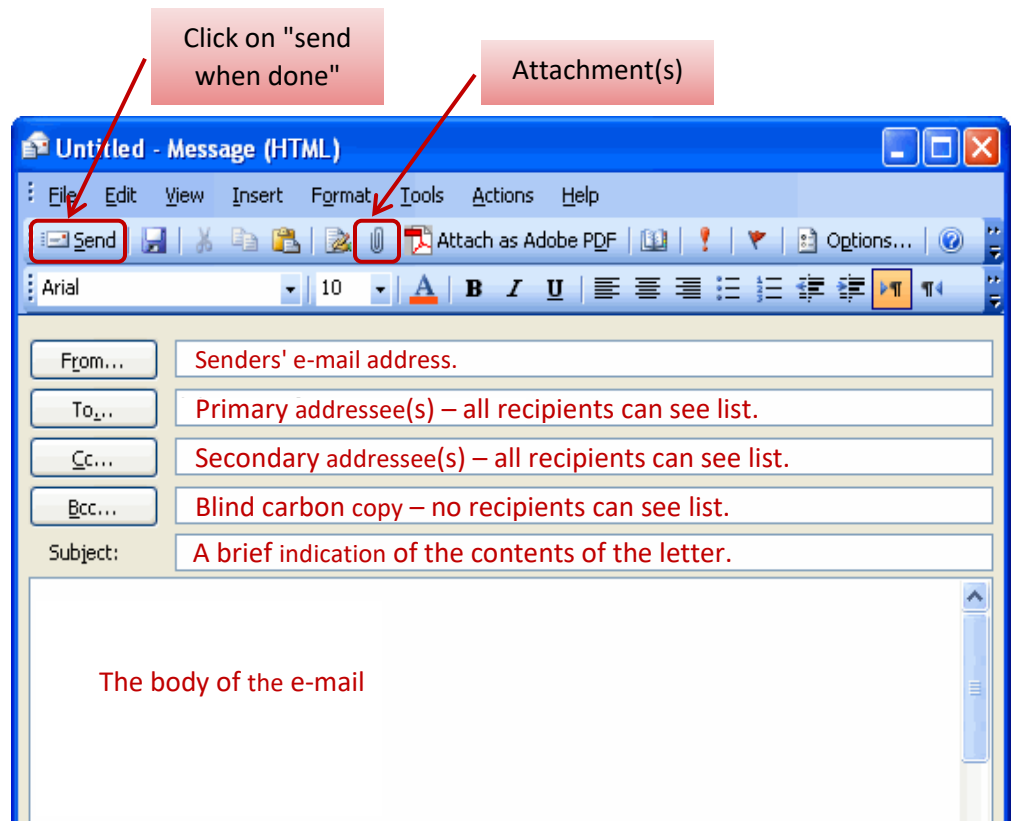 Click on "send
when done"
Attachment(s)
Untitled - Message (HTML)
File Edit View Insert Format Tools Actions Help
Send Attach as Adobe PDF Options...
Arial 10 A B I U
From... Senders' e-mail address.
To... Primary addressee(s) – all recipients can see list.
Cc... Secondary addressee(s) – all recipients can see list.
Bcc... Blind carbon copy – no recipients can see list.
Subject: A brief indication of the contents of the letter.
The body of the e-mail